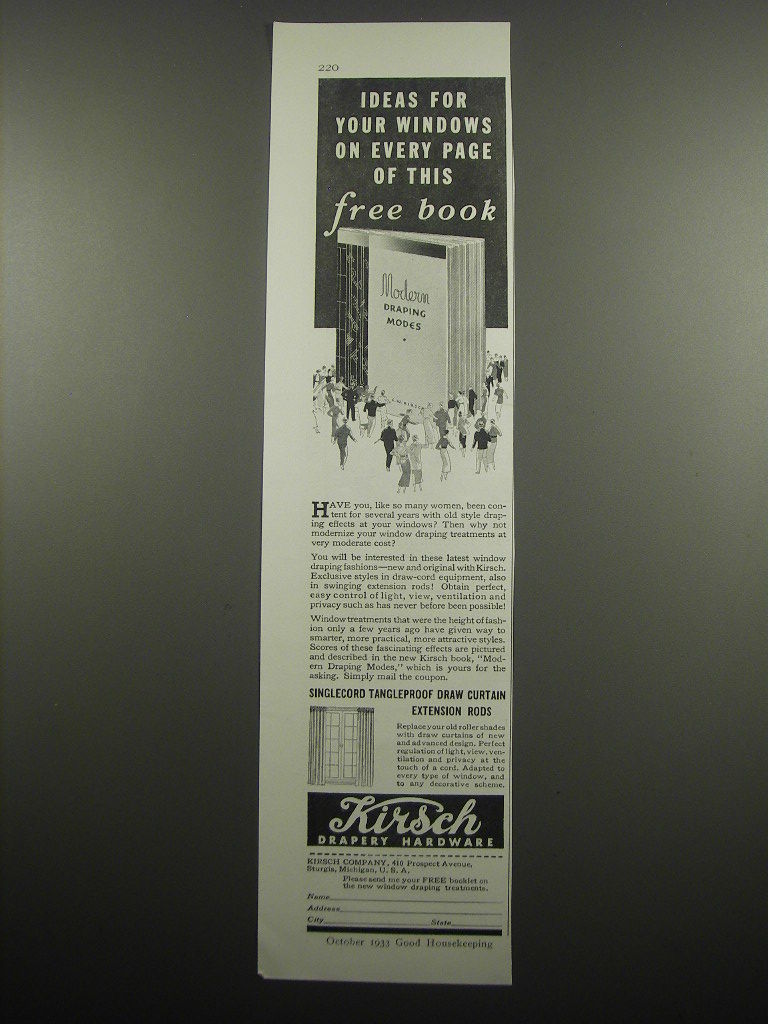 220
IDEAS FOR
YOUR WINDOWS
ON EVERY PAGE
OF THIS
free book
Modern
DRAPING
MODES
C.W. KIRSCH
HAVE you, like so many women, been con-
tent for several years with old style drap-
ing effects at your windows? Then why not
modernize your window draping treatments at
very moderate cost?
You will be interested in these latest window
draping fashions—new and original with Kirsch.
Exclusive styles in draw-cord equipment, also
in swinging extension rods! Obtain perfect,
easy control of light, view, ventilation and
privacy such as has never before been possible!
Window treatments that were the height of fash-
ion only a few years ago have given way to
smarter, more practical, more attractive styles.
Scores of these fascinating effects are pictured
and described in the new Kirsch book, "Mod-
ern Draping Modes," which is yours for the
asking. Simply mail the coupon.
SINGLECORD TANGLEPROOF DRAW CURTAIN
EXTENSION RODS
Replace your old roller shades
with draw curtains of new
and advanced design. Perfect
regulation of light, view, ven-
tilation and privacy at the
touch of a cord. Adapted to
every type of window, and
to any decorative scheme.
Kirsch
DRAPERY HARDWARE
KIRSCH COMPANY, 410 Prospect Avenue,
Sturgis, Michigan, U. S. A.
Please send me your FREE booklet on
the new window draping treatments.
Name
Address
City State
October 1933 Good Housekeeping